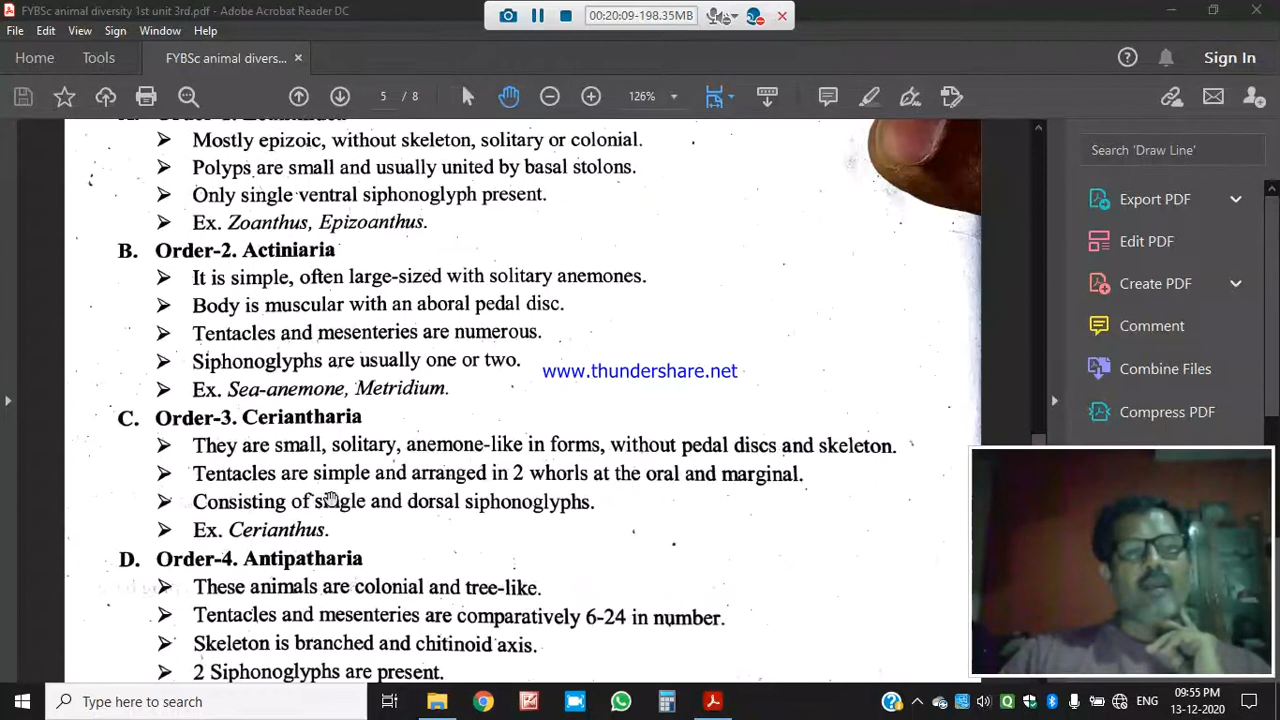 FYBSc animal diversity 1st unit 3rd.pdf - Adobe Acrobat Reader DC
00:20:09-198.35MB
File Edit View Sign Window Help
Home Tools FYBSc animal divers... Sign In
5 / 8 126%
Mostly epizoic, without skeleton, solitary or colonial.
Polyps are small and usually united by basal stolons.
Only single ventral siphonoglyph present.
Ex. Zoanthus, Epizoanthus.
B. Order-2. Actiniaria
It is simple, often large-sized with solitary anemones.
Body is muscular with an aboral pedal disc.
Tentacles and mesenteries are numerous.
Siphonoglyphs are usually one or two.
www.thundershare.net
Ex. Sea-anemone, Metridium.
C. Order-3. Ceriantharia
They are small, solitary, anemone-like in forms, without pedal discs and skeleton.
Tentacles are simple and arranged in 2 whorls at the oral and marginal.
Consisting of single and dorsal siphonoglyphs.
Ex. Cerianthus.
D. Order-4. Antipatharia
These animals are colonial and tree-like.
Tentacles and mesenteries are comparatively 6-24 in number.
Skeleton is branched and chitinoid axis.
2 Siphonoglyphs are present.
Search 'Draw Line'
Export PDF
Edit PDF
Create PDF
Comment
Combine Files
Compress PDF
Type here to search
ENG
09:55 PM
13-12-2020